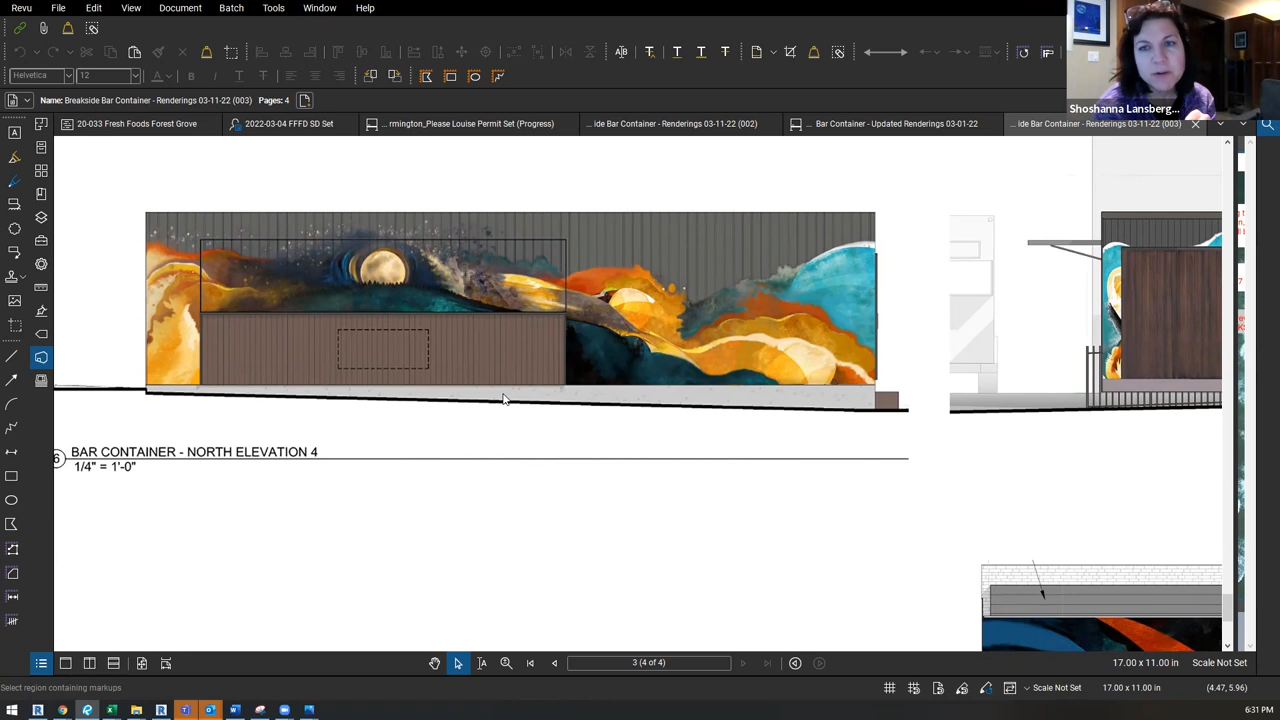 Revu File Edit View Document Batch Tools Window Help
Helvetica 12
Name: Breakside Bar Container - Renderings 03-11-22 (003) Pages: 4
20-033 Fresh Foods Forest Grove
2022-03-04 FFFD SD Set
... rmington_Please Louise Permit Set (Progress)
... ide Bar Container - Renderings 03-11-22 (002)
Bar Container - Updated Renderings 03-01-22
... ide Bar Container - Renderings 03-11-22 (003)
Shoshanna Lansberg...
6 BAR CONTAINER - NORTH ELEVATION 4
1/4" = 1'-0"
3 (4 of 4)
17.00 x 11.00 in Scale Not Set
Select region containing markups
Scale Not Set 17.00 x 11.00 in (4.47, 5.96)
6:31 PM